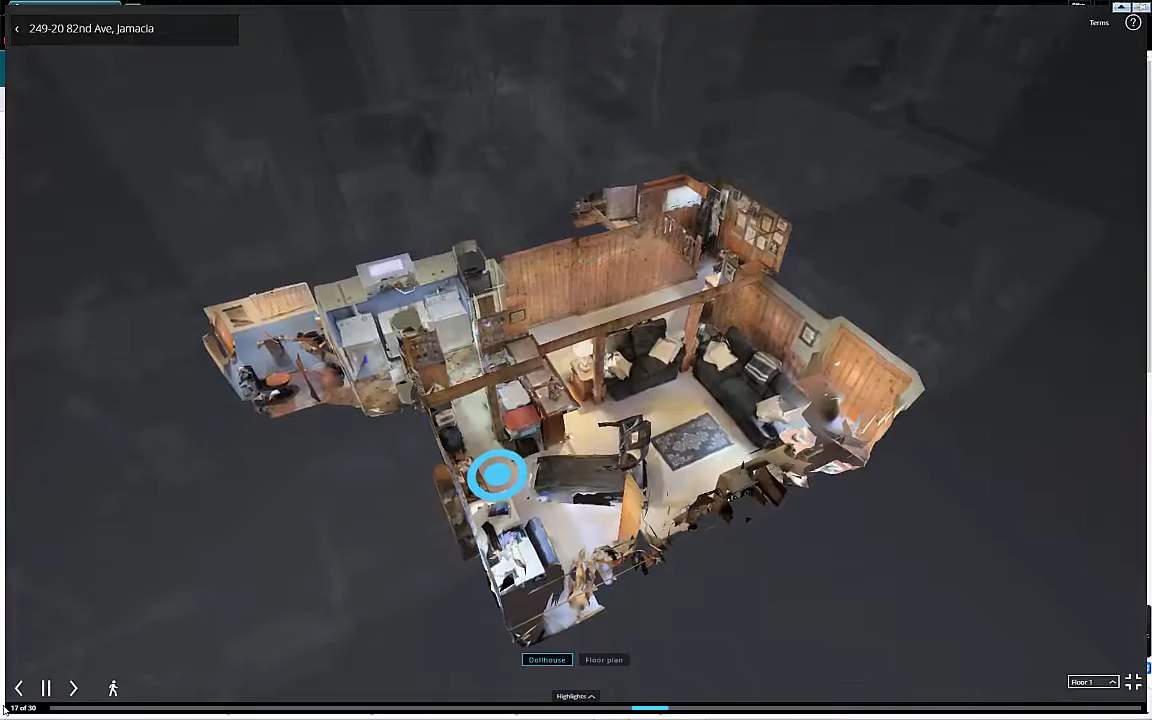 249-20 82nd Ave, Jamacia
Terms
?
Dollhouse
Floor plan
Highlights
Floor 1
17 of 30